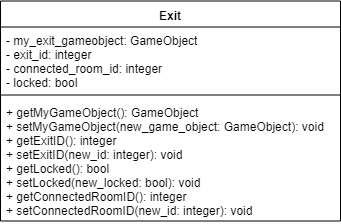 Exit
- my_exit_gameobject: GameObject
- exit_id: integer
- connected_room_id: integer
- locked: bool
+ getMyGameObject(): GameObject
+ setMyGameObject(new_game_object: GameObject): void
+ getExitID(): integer
+ setExitID(new_id: integer): void
+ getLocked(): bool
+ setLocked(new_locked: bool): void
+ getConnectedRoomID(): integer
+ setConnectedRoomID(new_id: integer): void